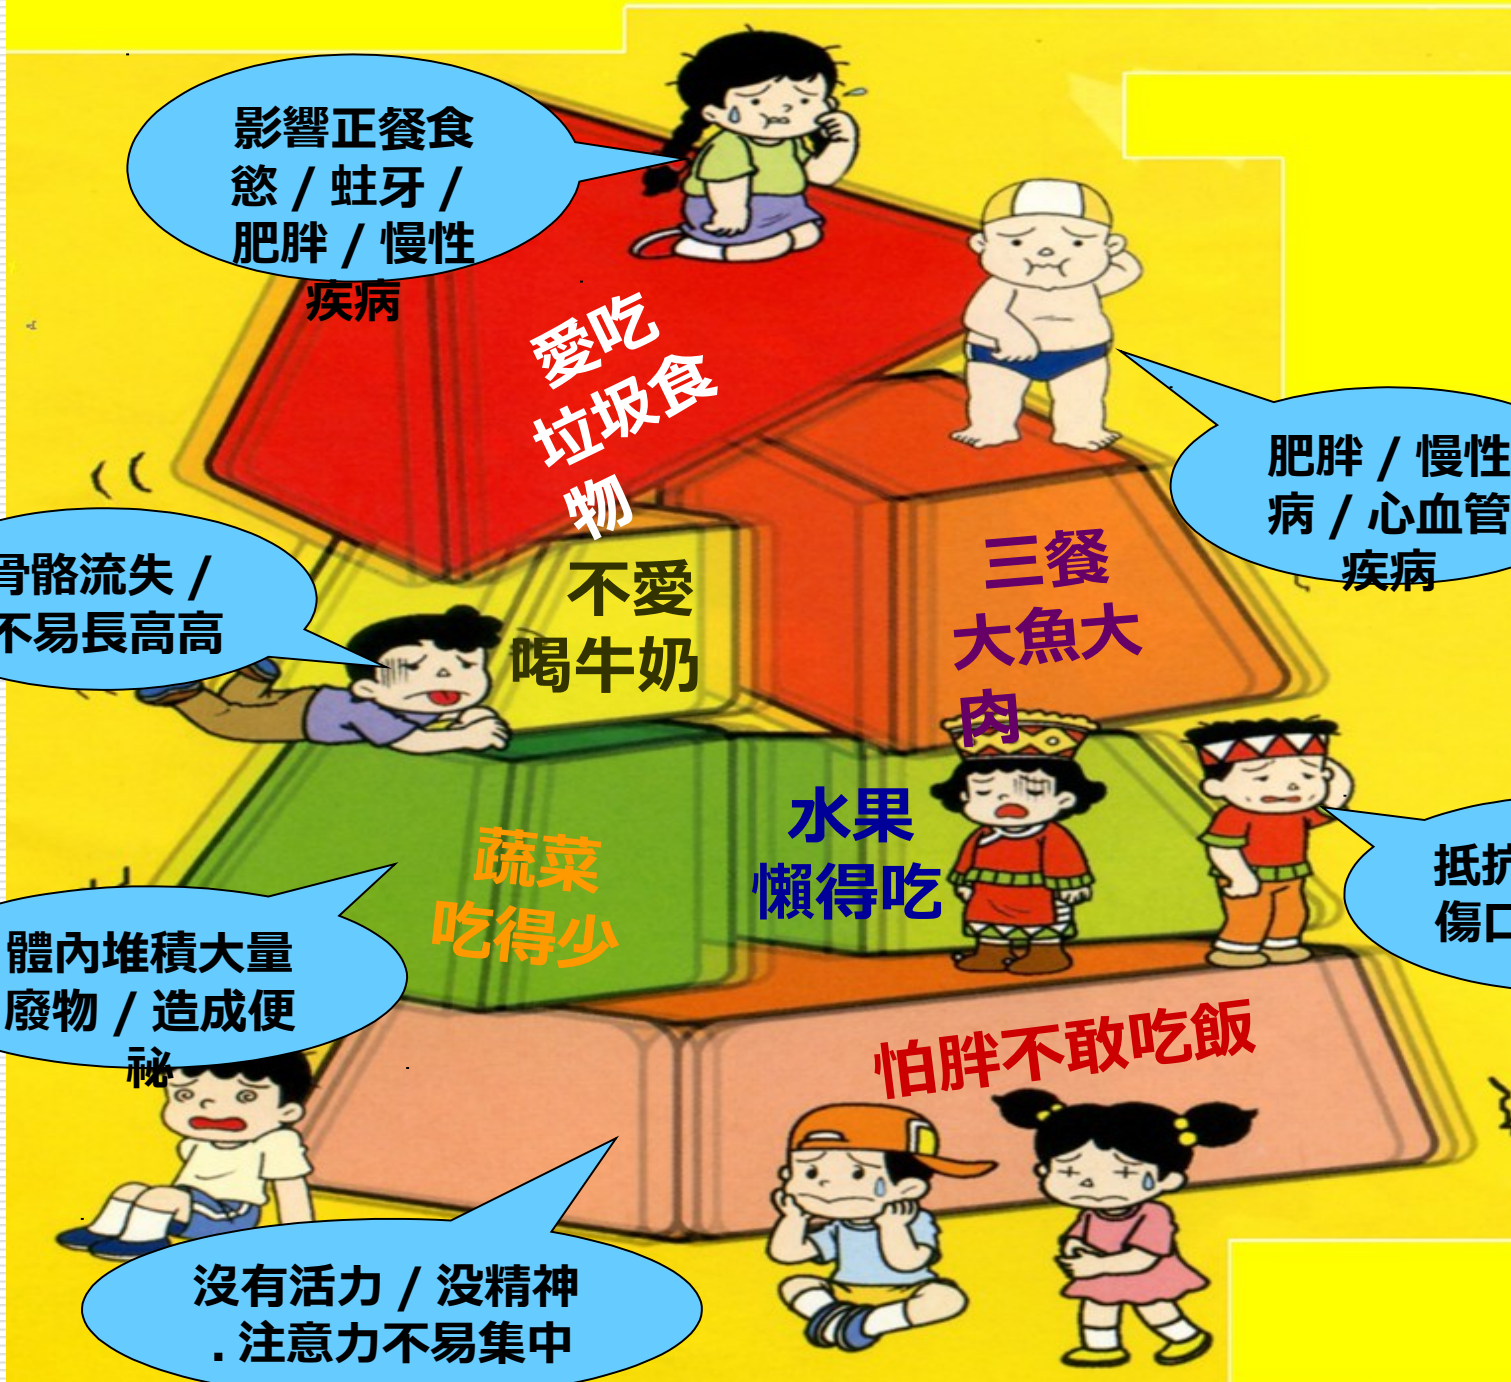 影響正餐食
慾 / 蛀牙 /
肥胖 / 慢性
疾病
愛吃
垃圾食
物
肥胖 / 慢性
病 / 心血管
疾病
骨骼流失 /
不易長高高
不愛
喝牛奶
三餐
大魚大
肉
水果
懶得吃
蔬菜
吃得少
抵抗
傷口
體內堆積大量
廢物 / 造成便
祕
怕胖不敢吃飯
沒有活力 / 没精神
. 注意力不易集中